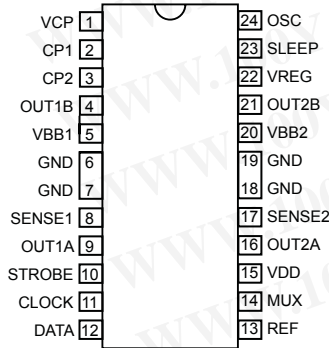 VCP 1 24 OSC
CP1 2 23 SLEEP
CP2 3 22 VREG
OUT1B 4 21 OUT2B
VBB1 5 20 VBB2
GND 6 19 GND
GND 7 18 GND
SENSE1 8 17 SENSE2
OUT1A 9 16 OUT2A
STROBE 10 15 VDD
CLOCK 11 14 MUX
DATA 12 13 REF